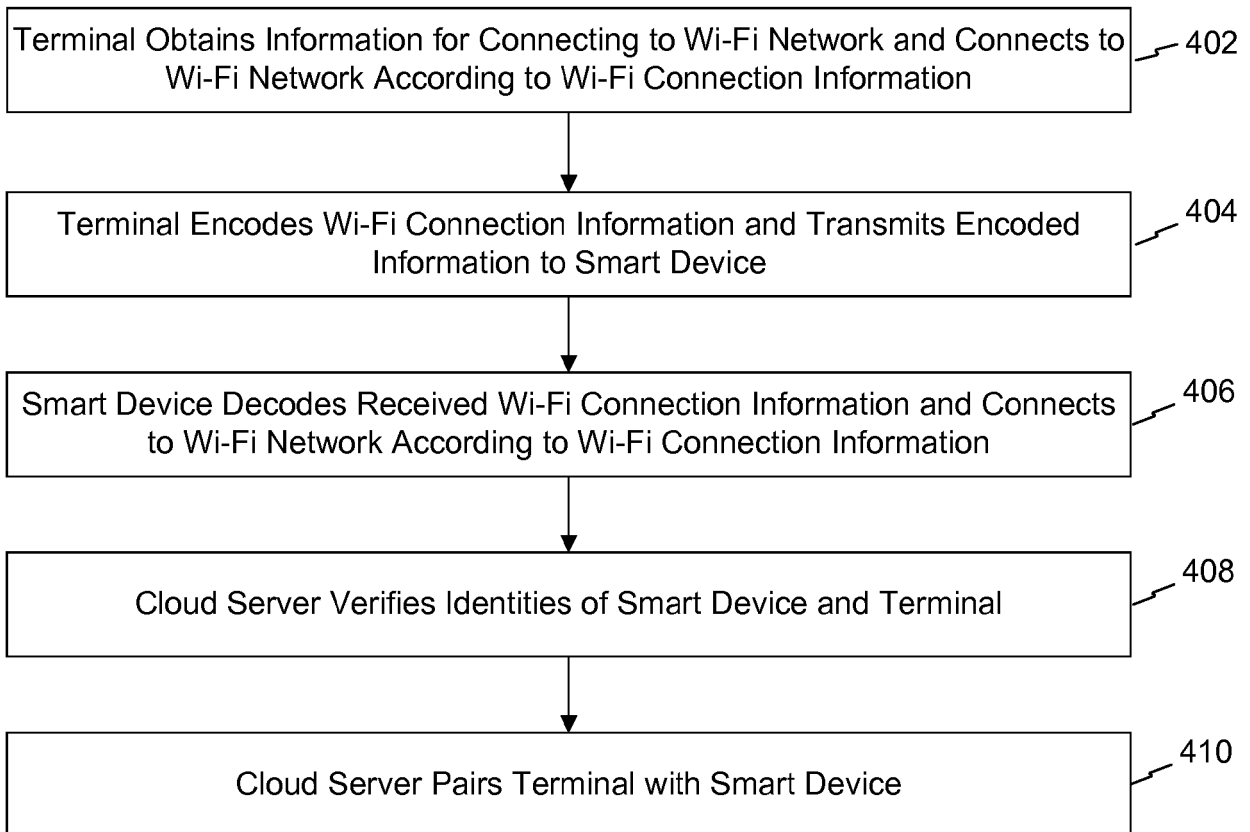 Terminal Obtains Information for Connecting to Wi-Fi Network and Connects to
Wi-Fi Network According to Wi-Fi Connection Information
402
Terminal Encodes Wi-Fi Connection Information and Transmits Encoded
Information to Smart Device
404
Smart Device Decodes Received Wi-Fi Connection Information and Connects
to Wi-Fi Network According to Wi-Fi Connection Information
406
Cloud Server Verifies Identities of Smart Device and Terminal
408
Cloud Server Pairs Terminal with Smart Device
410